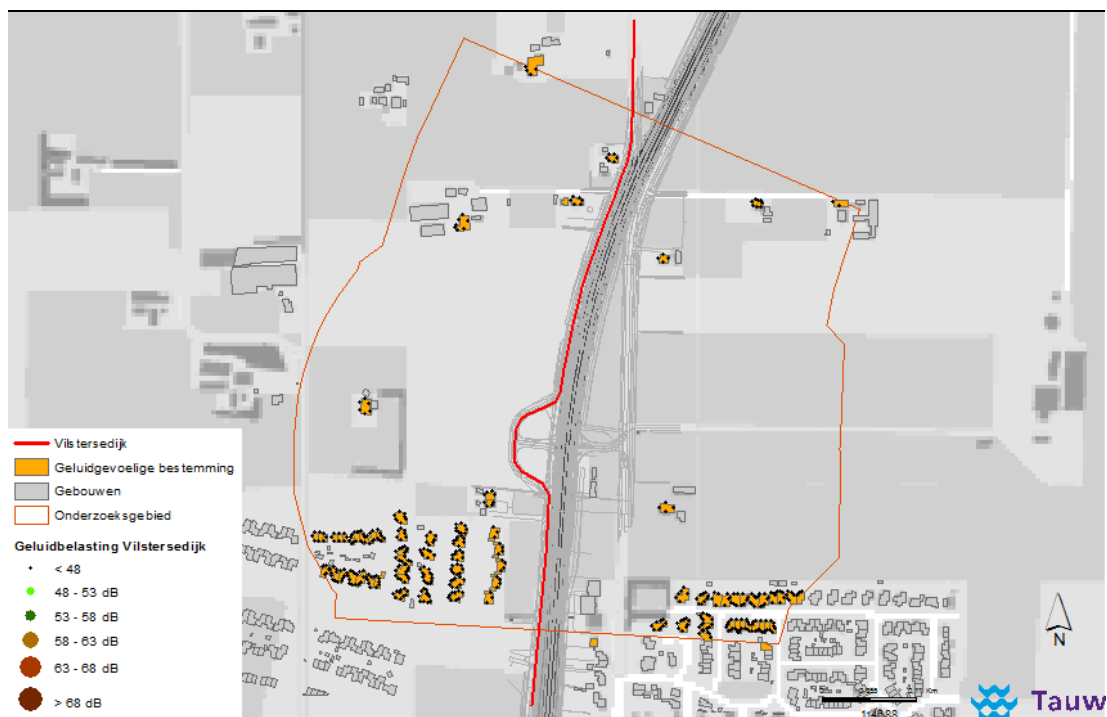 Vilstersedijk
Geluidgevoelige bestemming
Gebouwen
Onderzoeksgebied
Geluidbelasting Vilstersedijk
< 48
48 - 53 dB
53 - 58 dB
58 - 63 dB
63 - 68 dB
> 68 dB
N
Km
Tauw